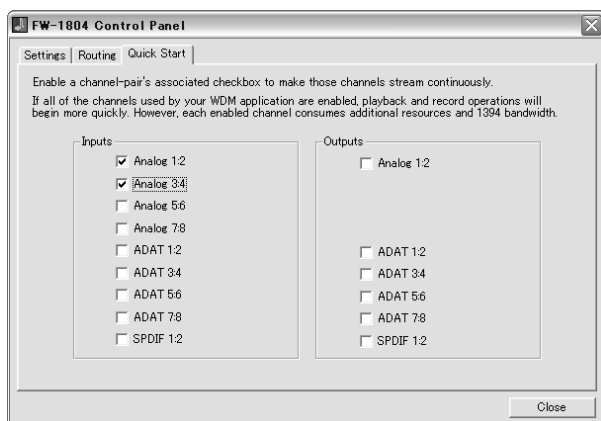 FW-1804 Control Panel
Settings Routing Quick Start
Enable a channel-pair's associated checkbox to make those channels stream continuously.
If all of the channels used by your WDM application are enabled, playback and record operations will
begin more quickly. However, each enabled channel consumes additional resources and 1394 bandwidth.
Inputs
Analog 1:2
Analog 3:4
Analog 5:6
Analog 7:8
ADAT 1:2
ADAT 3:4
ADAT 5:6
ADAT 7:8
SPDIF 1:2
Outputs
Analog 1:2
ADAT 1:2
ADAT 3:4
ADAT 5:6
ADAT 7:8
SPDIF 1:2
Close